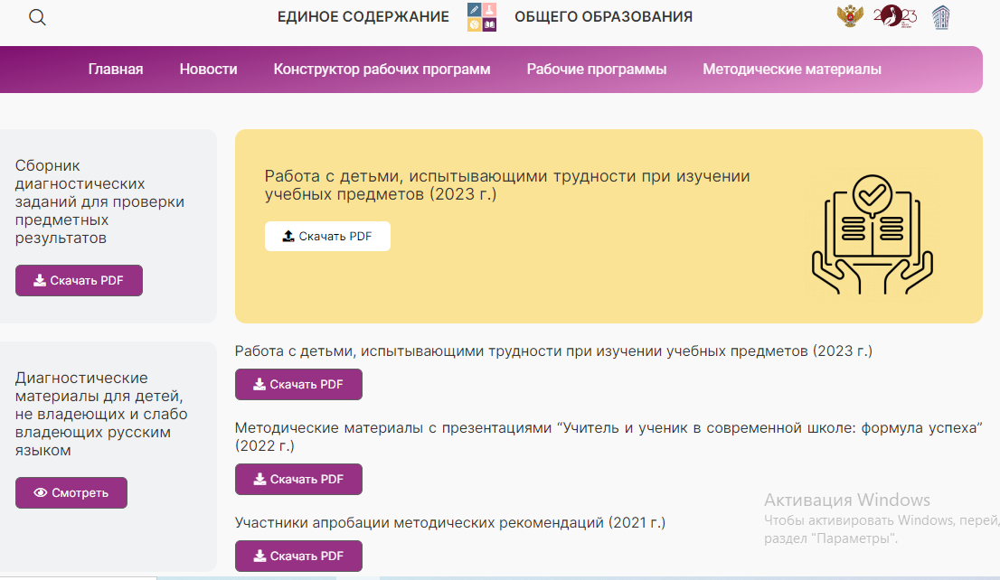 ЕДИНОЕ СОДЕРЖАНИЕ ОБЩЕГО ОБРАЗОВАНИЯ
Главная Новости Конструктор рабочих программ Рабочие программы Методические материалы
Сборник
диагностических
заданий для проверки
предметных
результатов
Скачать PDF
Работа с детьми, испытывающими трудности при изучении
учебных предметов (2023 г.)
Скачать PDF
Диагностические
материалы для детей,
не владеющих и слабо
владеющих русским
языком
Смотреть
Работа с детьми, испытывающими трудности при изучении учебных предметов (2023 г.)
Скачать PDF
Методические материалы с презентациями “Учитель и ученик в современной школе: формула успеха”
(2022 г.)
Скачать PDF
Участники апробации методических рекомендаций (2021 г.)
Скачать PDF
Активация Windows
Чтобы активировать Windows, перей
раздел "Параметры".